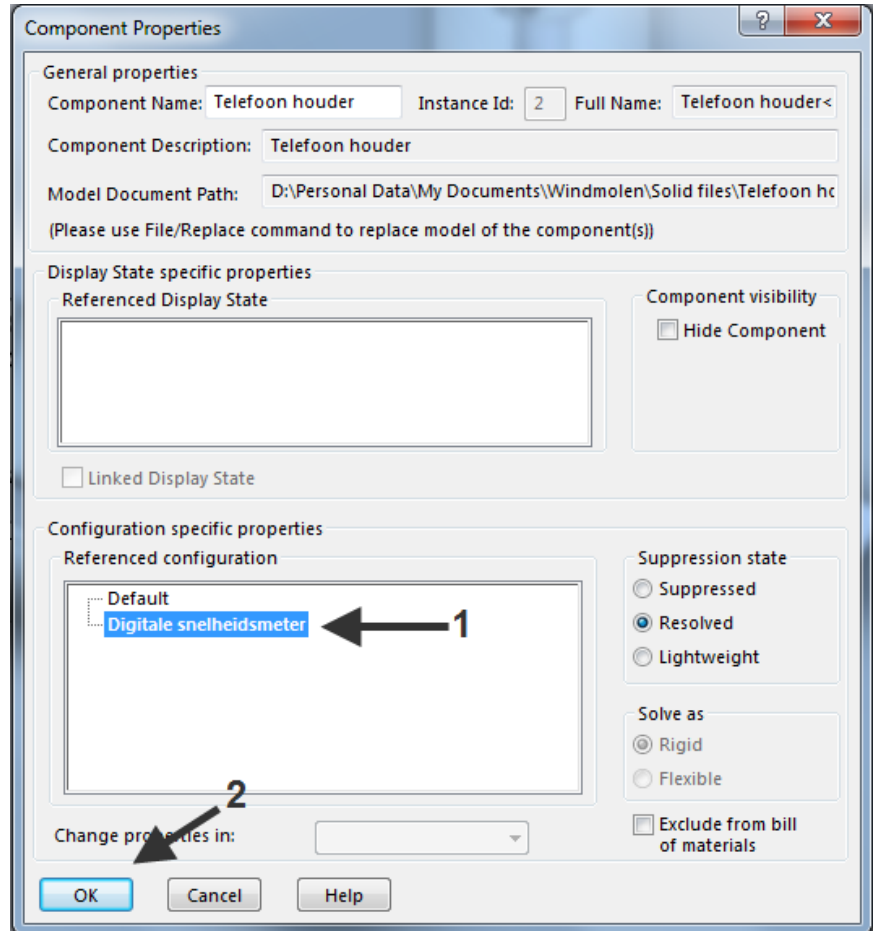 Component Properties
General properties
Component Name: Telefoon houder Instance Id: 2 Full Name: Telefoon houder<
Component Description: Telefoon houder
Model Document Path: D:\Personal Data\My Documents\Windmolen\Solid files\Telefoon hc
(Please use File/Replace command to replace model of the component(s))
Display State specific properties
Referenced Display State
Component visibility
Hide Component
Linked Display State
Configuration specific properties
Referenced configuration
Default
Digitale snelheidsmeter
1
Suppression state
Suppressed
Resolved
Lightweight
Solve as
Rigid
Flexible
2
Change properties in:
Exclude from bill
of materials
OK Cancel Help